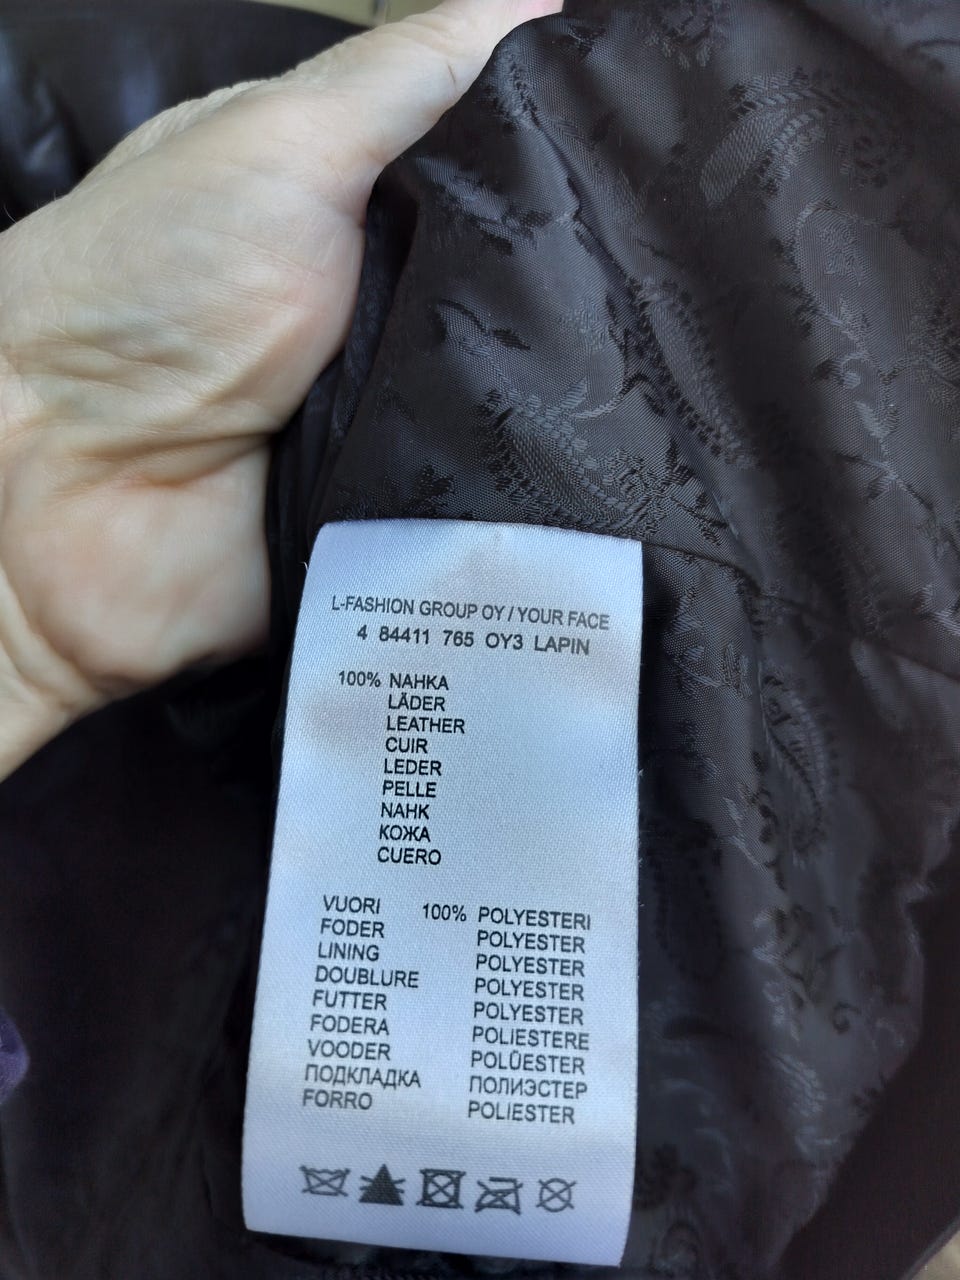 L-FASHION GROUP OY / YOUR FACE
4 84411 765 OY3 LAPIN
100% NAHKA
LÄDER
LEATHER
CUIR
LEDER
PELLE
NAHK
КОЖА
CUERO
VUORI 100% POLYESTERI
FODER POLYESTER
LINING POLYESTER
DOUBLURE POLYESTER
FUTTER POLYESTER
FODERA POLIESTERE
VOODER POLÜESTER
ПОДКЛАДКА ПОЛИЭСТЕР
FORRO POLIESTER